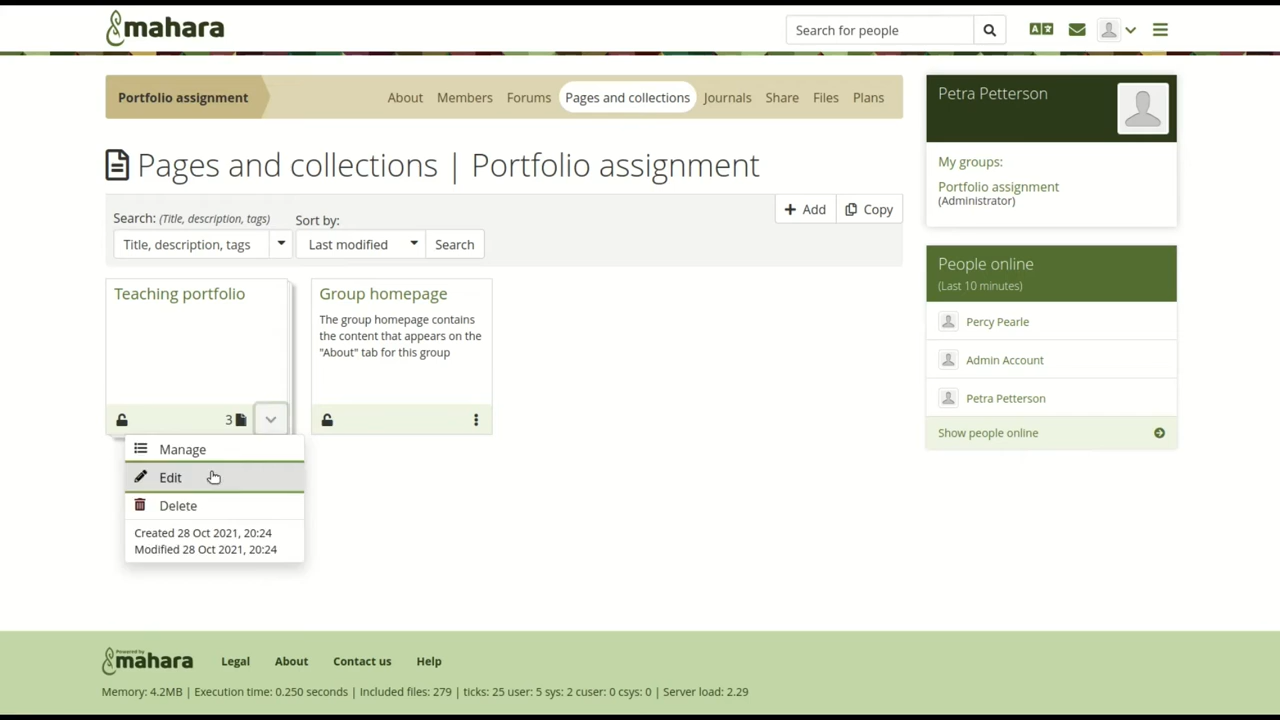 mahara
Search for people
Portfolio assignment
About Members Forums Pages and collections Journals Share Files Plans
Pages and collections | Portfolio assignment
Search: (Title, description, tags)
Title, description, tags
Sort by:
Last modified
Search
Add
Copy
Teaching portfolio
3
Group homepage
The group homepage contains
the content that appears on the
"About" tab for this group
Manage
Edit
Delete
Created 28 Oct 2021, 20:24
Modified 28 Oct 2021, 20:24
Petra Petterson
My groups:
Portfolio assignment
(Administrator)
People online
(Last 10 minutes)
Percy Pearle
Admin Account
Petra Petterson
Show people online
Powered by
mahara
Legal About Contact us Help
Memory: 4.2MB | Execution time: 0.250 seconds | Included files: 279 | ticks: 25 user: 5 sys: 2 cuser: 0 csys: 0 | Server load: 2.29